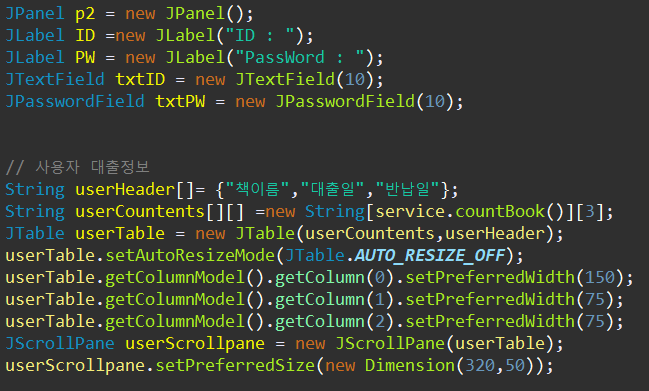 JPanel p2 = new JPanel();
JLabel ID =new JLabel("ID : ");
JLabel PW = new JLabel("PassWord : ");
JTextField txtID = new JTextField(10);
JPasswordField txtPW = new JPasswordField(10);
// 사용자 대출정보
String userHeader[]= {"책이름","대출일","반납일"};
String userCountents[][] =new String[service.countBook()][3];
JTable userTable = new JTable(userCountents,userHeader);
userTable.setAutoResizeMode(JTable.AUTO_RESIZE_OFF);
userTable.getColumnModel().getColumn(0).setPreferredWidth(150);
userTable.getColumnModel().getColumn(1).setPreferredWidth(75);
userTable.getColumnModel().getColumn(2).setPreferredWidth(75);
JScrollPane userScrollpane = new JScrollPane(userTable);
userScrollpane.setPreferredSize(new Dimension(320,50));